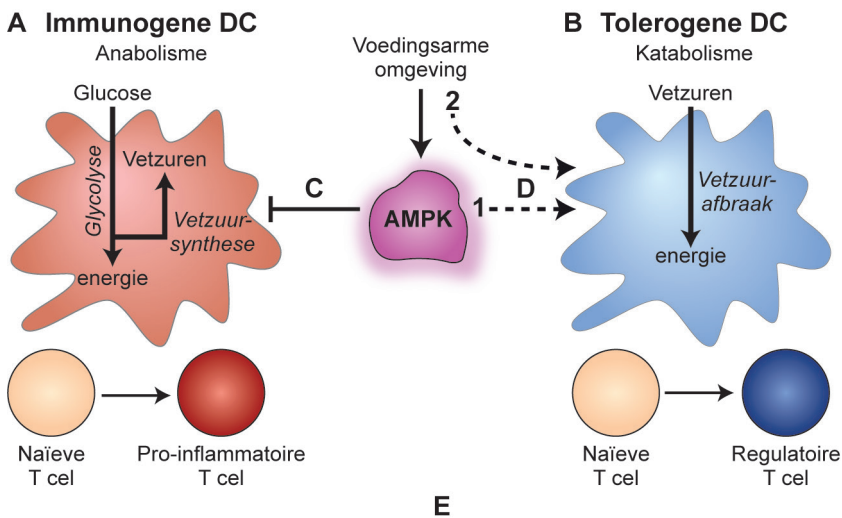 A Immunogene DC
Anabolisme
Glucose
Glycolyse
Vetzuren
Vetzuur-
synthese
energie
Naïeve
T cel
Pro-inflammatoire
T cel
Voedingsarme
omgeving
2
C
AMPK
1
D
B Tolerogene DC
Katabolisme
Vetzuren
Vetzuur-
afbraak
energie
Naïeve
T cel
Regulatoire
T cel
E